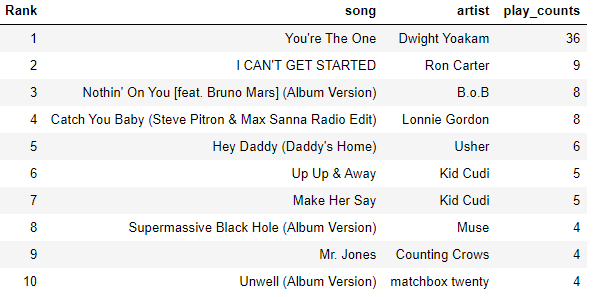 Rank song artist play_counts
1 You're The One Dwight Yoakam 36
2 I CAN'T GET STARTED Ron Carter 9
3 Nothin' On You [feat. Bruno Mars] (Album Version) B.o.B 8
4 Catch You Baby (Steve Pitron & Max Sanna Radio Edit) Lonnie Gordon 8
5 Hey Daddy (Daddy's Home) Usher 6
6 Up Up & Away Kid Cudi 5
7 Make Her Say Kid Cudi 5
8 Supermassive Black Hole (Album Version) Muse 4
9 Mr. Jones Counting Crows 4
10 Unwell (Album Version) matchbox twenty 4